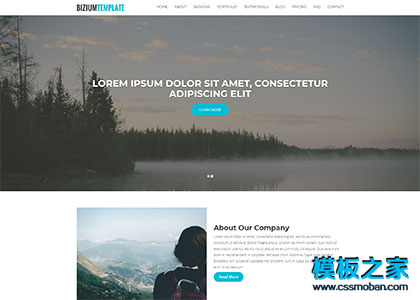 BIZIUMTEMPLATE
HOME ABOUT SERVICES PORTFOLIO TESTIMONIALS BLOG PRICING FAQ CONTACT
LOREM IPSUM DOLOR SIT AMET, CONSECTETUR
ADIPISCING ELIT
LEARN MORE
About Our Company
Read More
模板之家
www.cssmoban.com